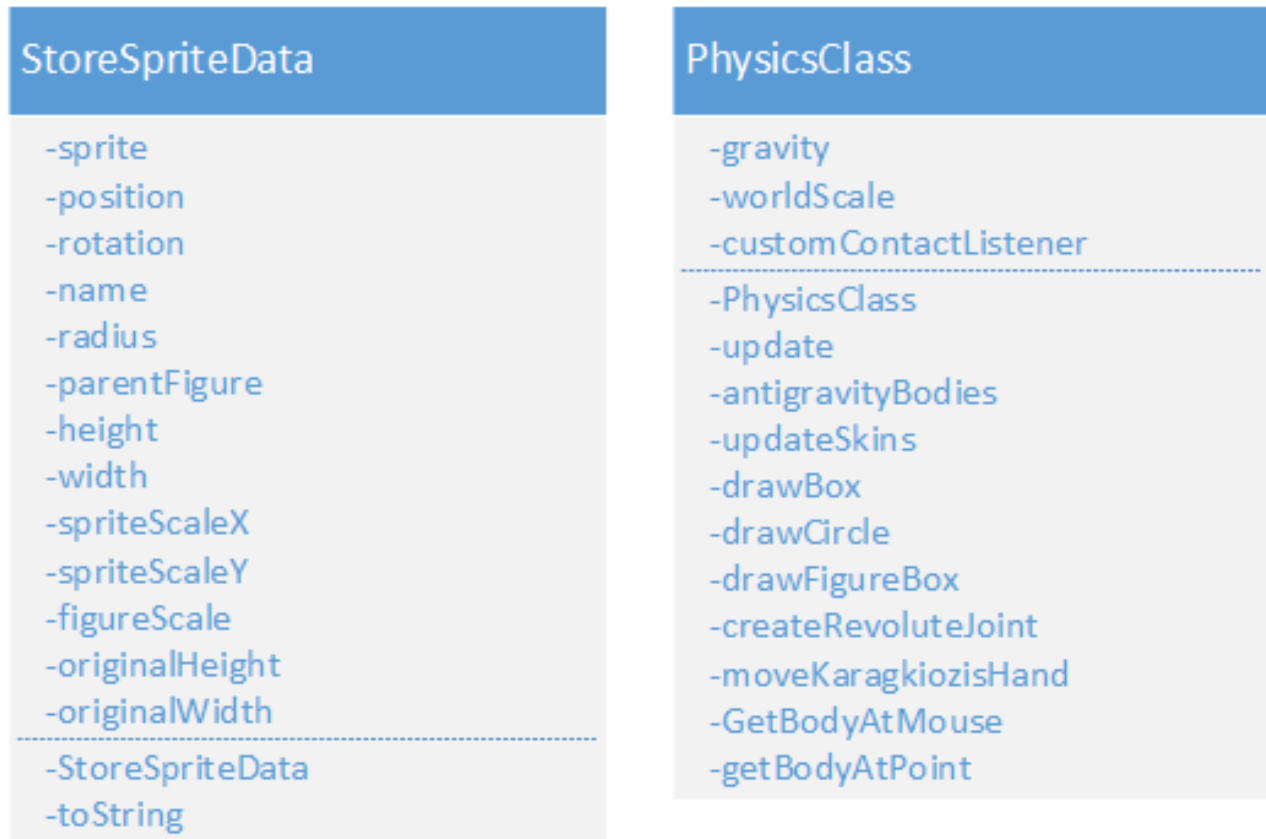 StoreSpriteData
-sprite
-position
-rotation
-name
-radius
-parentFigure
-height
-width
-spriteScaleX
-spriteScaleY
-figureScale
-originalHeight
-originalWidth
-StoreSpriteData
-toString
PhysicsClass
-gravity
-worldScale
-customContactListener
-PhysicsClass
-update
-antigravityBodies
-updateSkins
-drawBox
-drawCircle
-drawFigureBox
-createRevoluteJoint
-moveKaragkiozisHand
-GetBodyAtMouse
-getBodyAtPoint